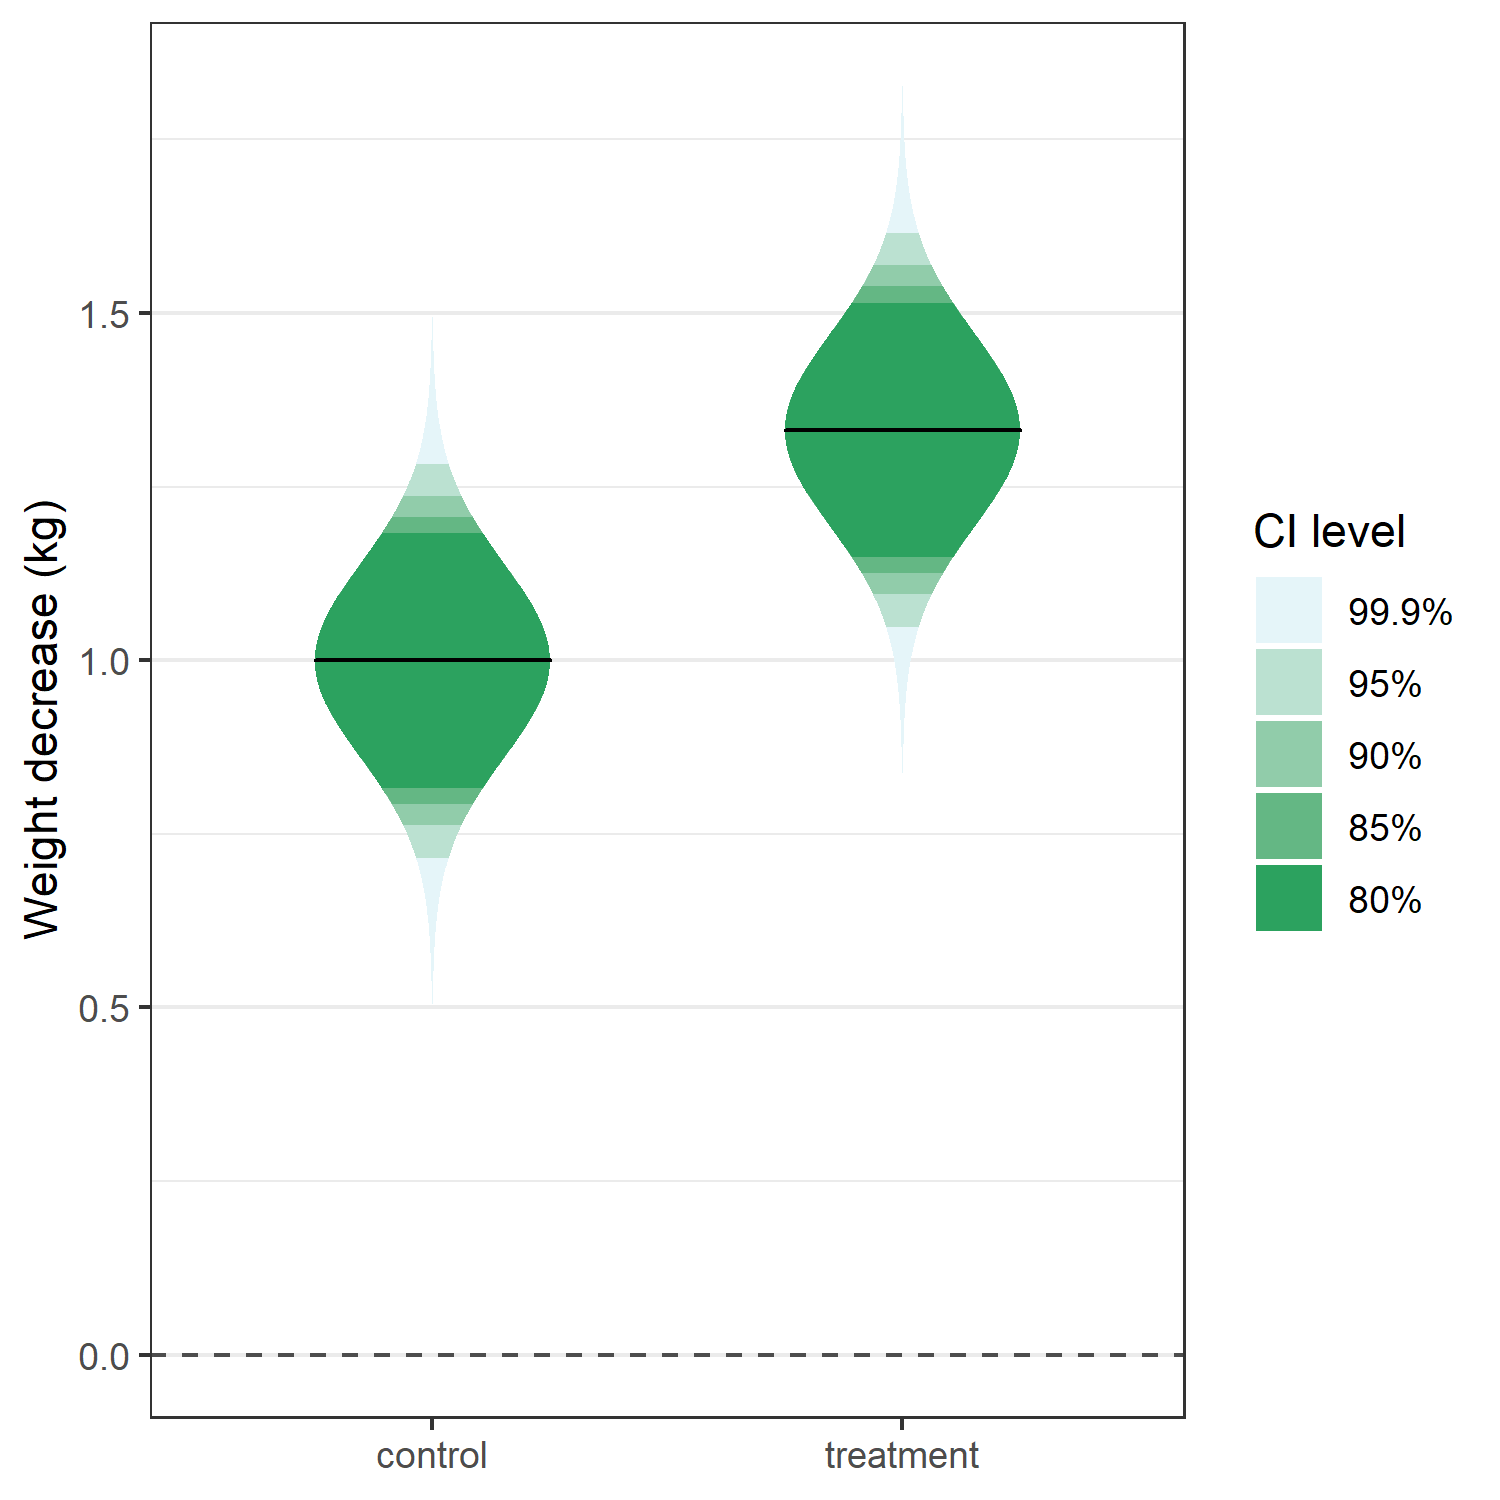 Weight decrease (kg)
1.5
1.0
0.5
0.0
control
treatment
CI level
99.9%
95%
90%
85%
80%